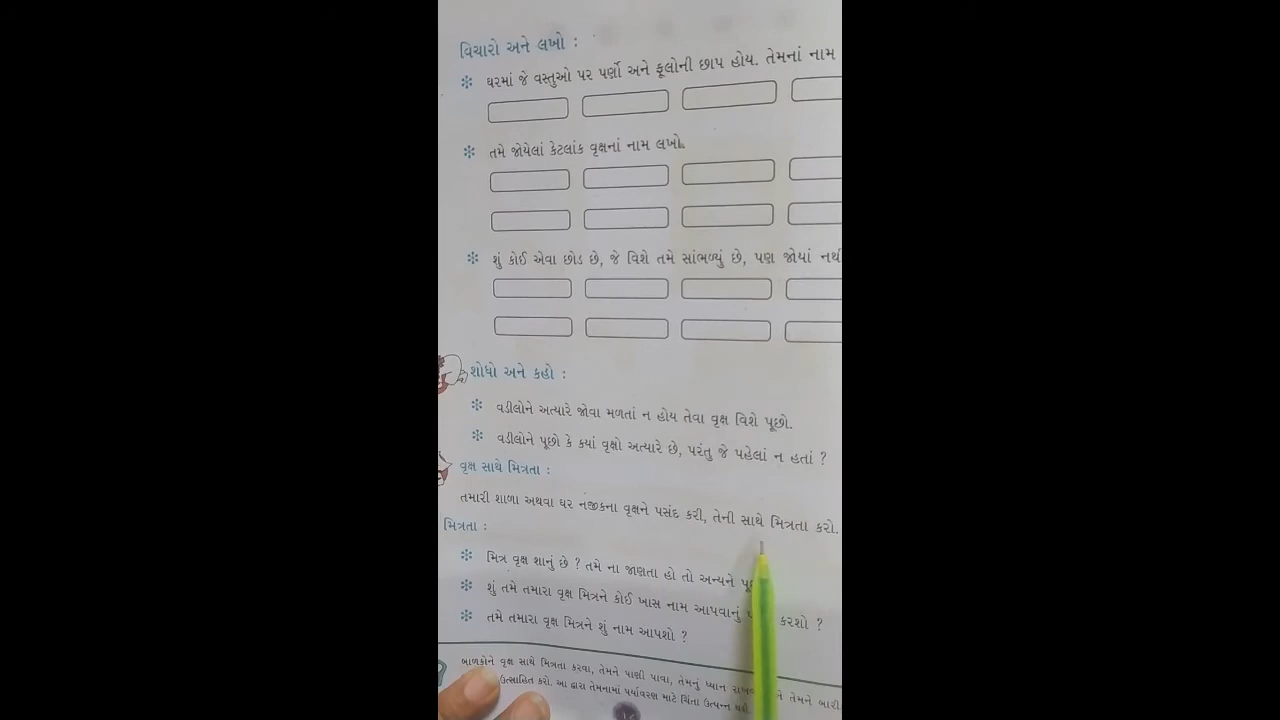 વિચારો અને લખો :
ઘરમાં જે વસ્તુઓ પર પર્ણો અને ફૂલોની છાપ હોય. તેમનાં નામ
તમે જોયેલાં કેટલાંક વૃક્ષનાં નામ લખો.
શું કોઈ એવા છોડ છે, જે વિશે તમે સાંભળ્યું છે, પણ જોયાં નથી
શોધો અને કહો :
વડીલોને અત્યારે જોવા મળતાં ન હોય તેવા વૃક્ષ વિશે પૂછો.
વડીલોને પૂછો કે કયાં વૃક્ષો અત્યારે છે, પરંતુ જે પહેલાં ન હતાં ?
વૃક્ષ સાથે મિત્રતા :
તમારી શાળા અથવા ઘર નજીકના વૃક્ષને પસંદ કરી, તેની સાથે મિત્રતા કરો.
મિત્રતા :
મિત્ર વૃક્ષ શાનું છે ? તમે ના જાણતા હો તો અન્યને
શું તમે તમારા વૃક્ષ મિત્રને કોઈ ખાસ નામ આપવાનું કરશો ?
તમે તમારા વૃક્ષ મિત્રને શું નામ આપશો ?
બાળકોને વૃક્ષ સાથે મિત્રતા કરવા, તેમને પાણી પાવા, તેમનું ધ્યાન તેમને
ઉત્સાહિત કરો. આ દ્વારા તેમનામાં પર્યાવરણ માટે ચિંતા ઉત્પન્ન થશે.